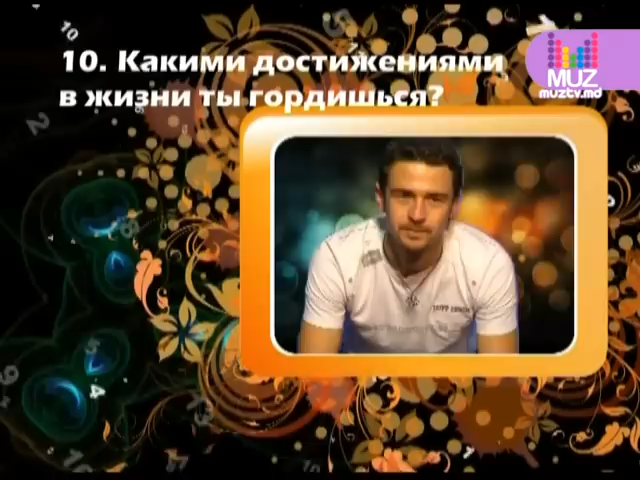 10. Какими достижениями
в жизни ты гордишься?
MUZ
muztv.md